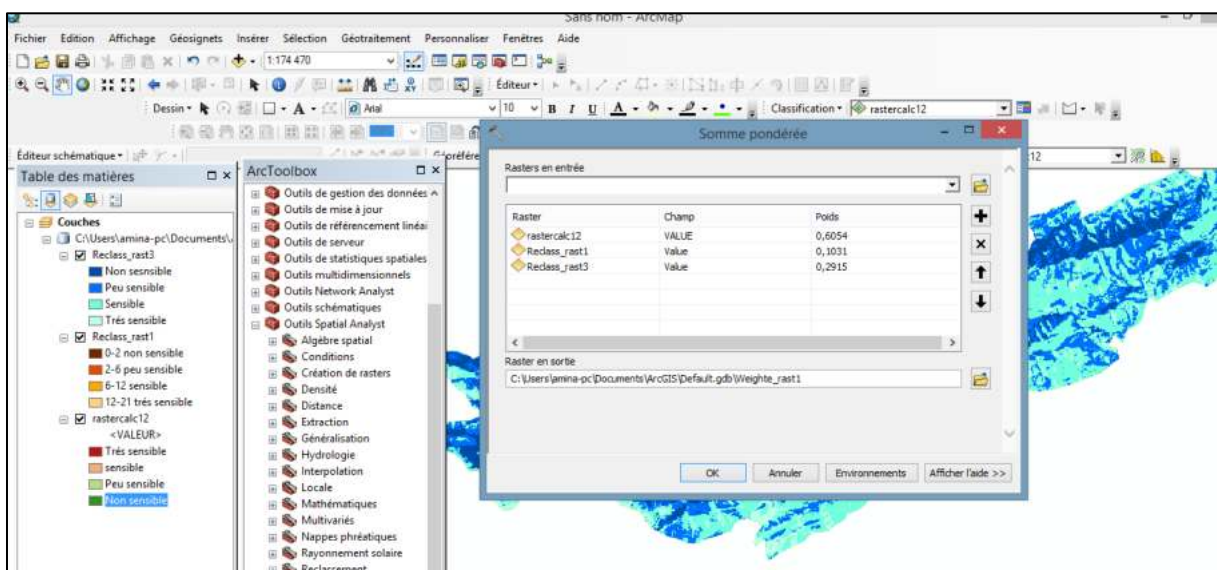 Sans nom - ArcMap
Fichier Edition Affichage Géosignets Insérer Sélection Géotraitement Personnaliser Fenêtres Aide
1:174 470
Éditeur
Dessin A Arial 10 B I U A Classification rastercalc12
Éditeur schématique
Géoréfére
12
Table des matières
Couches
C:\Users\amina-pc\Documents\
Reclass_rast3
Non sesnsible
Peu sensible
Sensible
Trés sensible
Reclass_rast1
0-2 non sensible
2-6 peu sensible
6-12 sensible
12-21 trés sensible
rastercalc12
<VALEUR>
Trés sensible
sensible
Peu sensible
Non sensible
ArcToolbox
Outils de gestion des données
Outils de mise à jour
Outils de référencement linéai
Outils de serveur
Outils de statistiques spatiales
Outils multidimensionnels
Outils Network Analyst
Outils schématiques
Outils Spatial Analyst
Algèbre spatial
Conditions
Création de rasters
Densité
Distance
Extraction
Généralisation
Hydrologie
Interpolation
Locale
Mathématiques
Multivariés
Nappes phréatiques
Rayonnement solaire
Reclassement
Somme pondérée
Rasters en entrée
Raster Champ Poids
rastercalc12 VALUE 0,6054
Reclass_rast1 Value 0,1031
Reclass_rast3 Value 0,2915
Raster en sortie
C:\Users\amina-pc\Documents\ArcGIS\Default.gdb\Weighte_rast1
OK Annuler Environnements Afficher l'aide >>